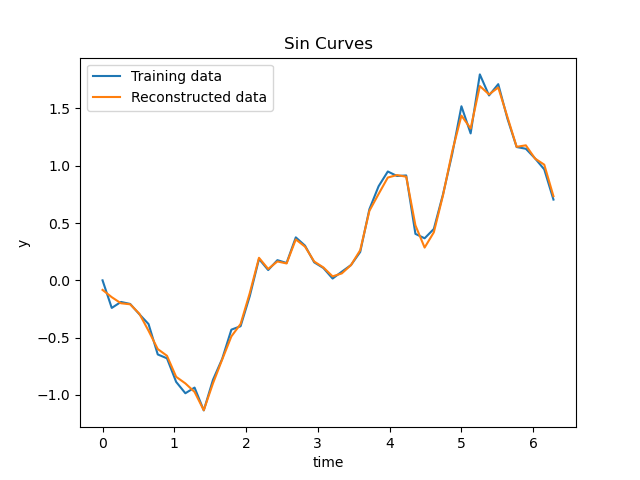 Sin Curves
Training data
Reconstructed data
1.5
1.0
0.5
0.0
−0.5
−1.0
y
0 1 2 3 4 5 6
time